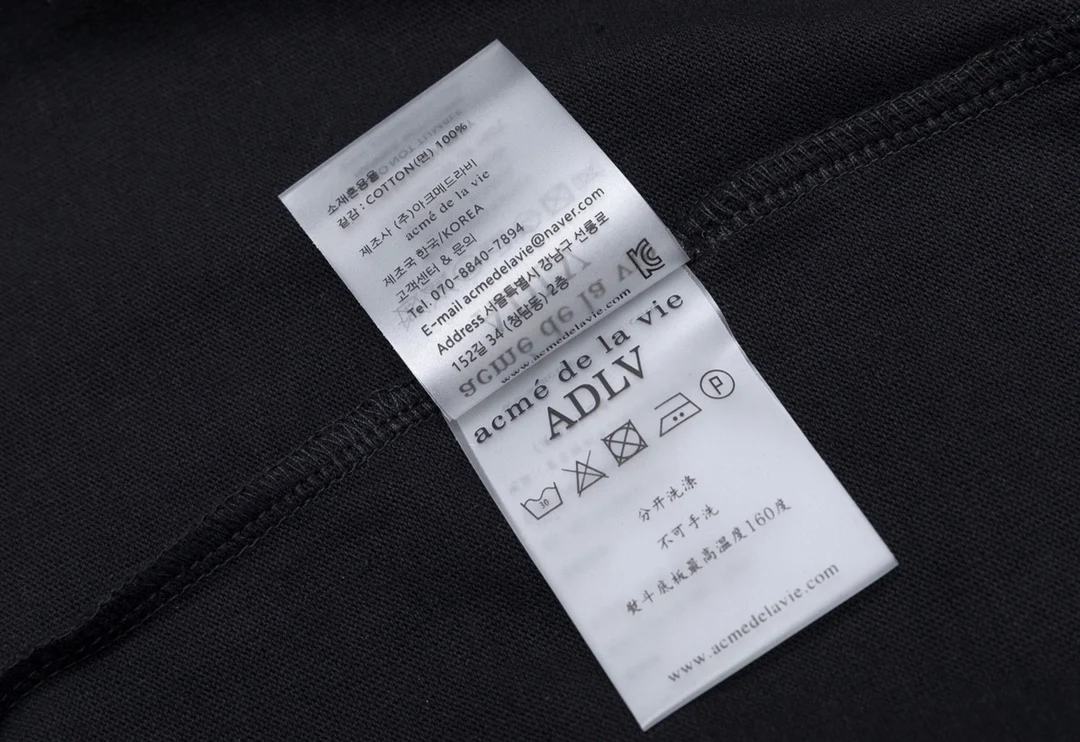 소재혼용율
겉감 : COTTON(면) 100%
제조사 (주)아크메드라비
acmé de la vie
제조국 한국/KOREA
고객센터 & 문의
Tel. 070-8840-7894
E-mail acmedelavie@naver.com
Address 서울특별시 강남구 선릉로
152길 34 (청담동) 2층
www.acmedelavie.com
acmé de la vie
ADLV
30
P
分开洗涤
不可手洗
熨斗底板最高温度160度
www.acmedelavie.com